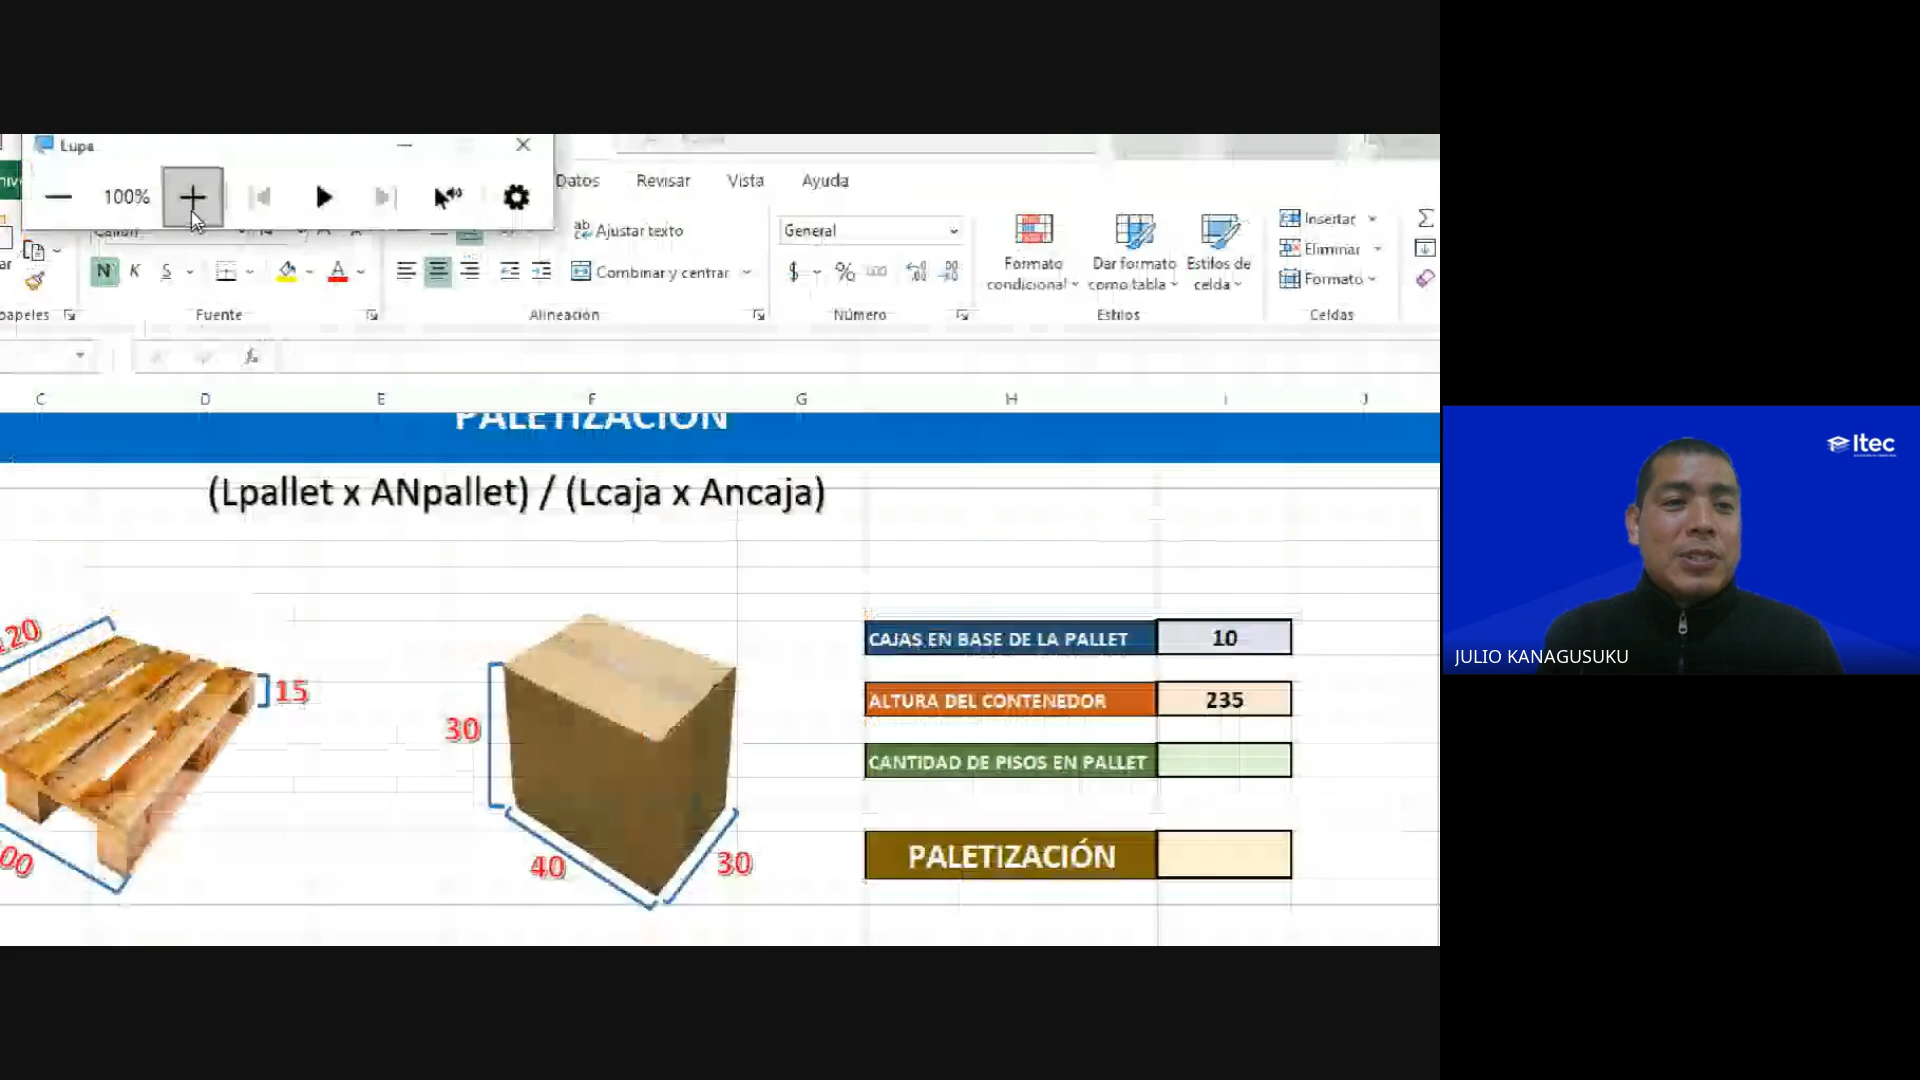 Lupa
100%
Datos Revisar Vista Ayuda
N K S
Ajustar texto
Combinar y centrar
General
$ % 000
Formato condicional
Dar formato como tabla
Estilos de celda
Insertar
Eliminar
Formato
Fuente Alineación Número Estilos Celdas
fx
C D E F G H I J
PALETIZACIÓN
(Lpallet x ANpallet) / (Lcaja x Ancaja)
15
30
40
30
CAJAS EN BASE DE LA PALLET 10
ALTURA DEL CONTENEDOR 235
CANTIDAD DE PISOS EN PALLET
PALETIZACIÓN
Itec
JULIO KANAGUSUKU